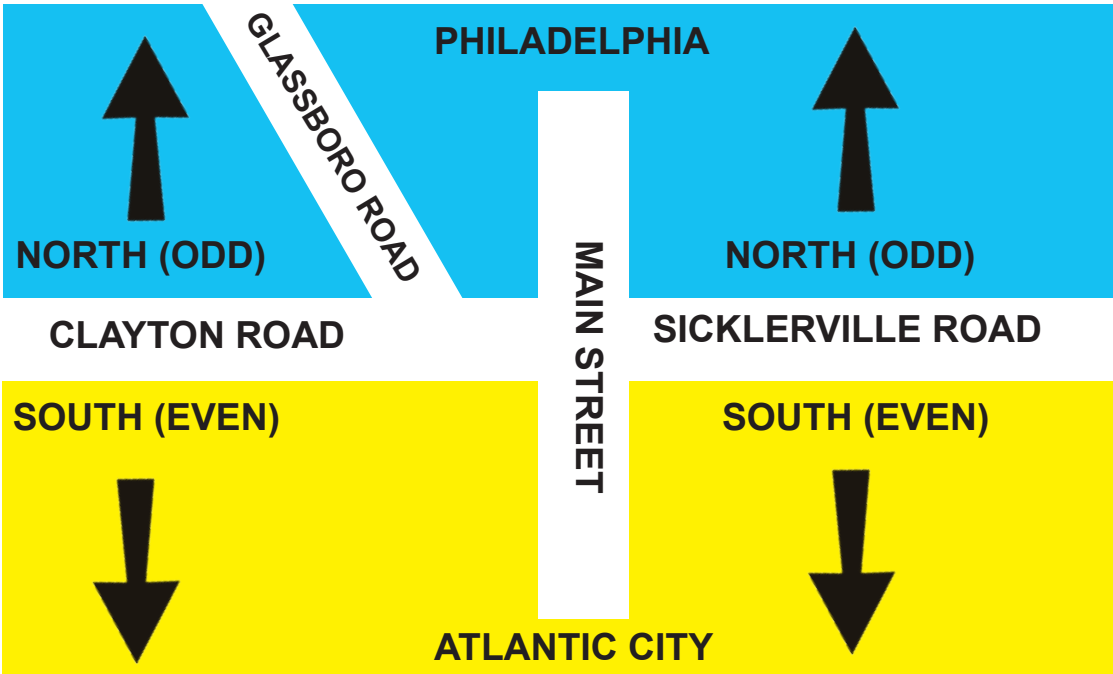 PHILADELPHIA
GLASSBORO ROAD
NORTH (ODD)
NORTH (ODD)
MAIN STREET
CLAYTON ROAD
SICKLERVILLE ROAD
SOUTH (EVEN)
SOUTH (EVEN)
ATLANTIC CITY